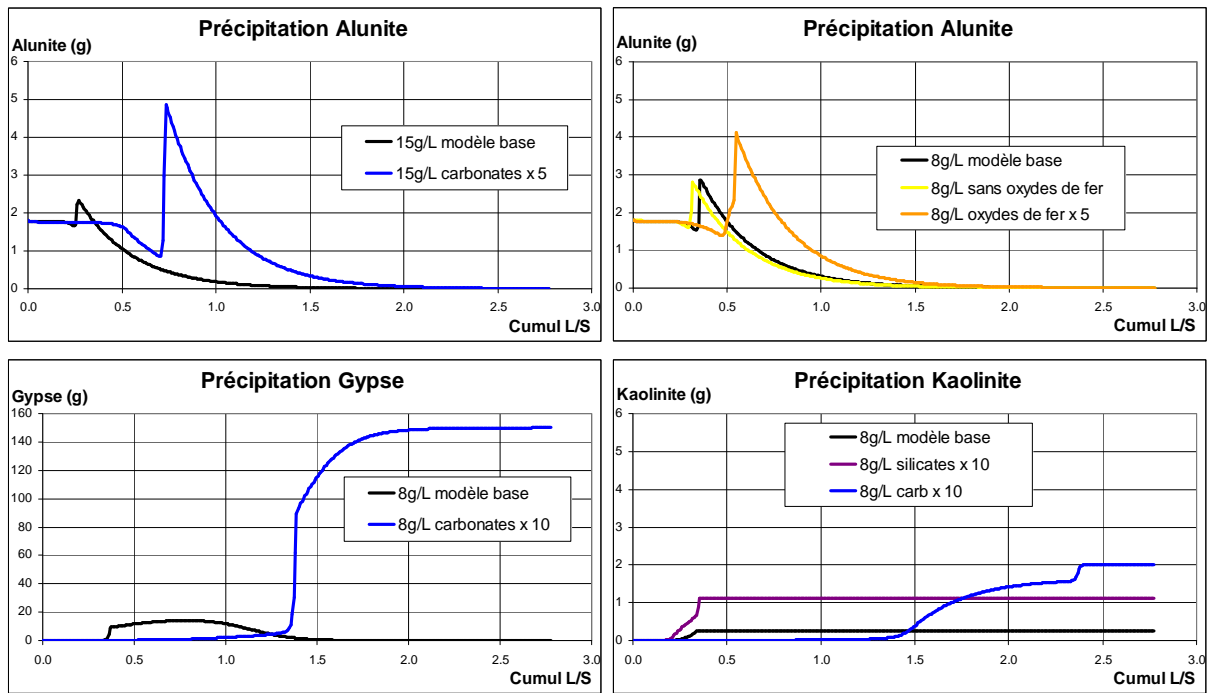 Précipitation Alunite
Alunite (g)
6
5
4
3
2
1
0
0.0 0.5 1.0 1.5 2.0 2.5 3.0
Cumul L/S
15g/L modèle base
15g/L carbonates x 5
Précipitation Alunite
Alunite (g)
6
5
4
3
2
1
0
0.0 0.5 1.0 1.5 2.0 2.5 3.0
Cumul L/S
8g/L modèle base
8g/L sans oxydes de fer
8g/L oxydes de fer x 5
Précipitation Gypse
Gypse (g)
160
140
120
100
80
60
40
20
0
0.0 0.5 1.0 1.5 2.0 2.5 3.0
Cumul L/S
8g/L modèle base
8g/L carbonates x 10
Précipitation Kaolinite
Kaolinite (g)
6
5
4
3
2
1
0
0.0 0.5 1.0 1.5 2.0 2.5 3.0
Cumul L/S
8g/L modèle base
8g/L silicates x 10
8g/L carb x 10